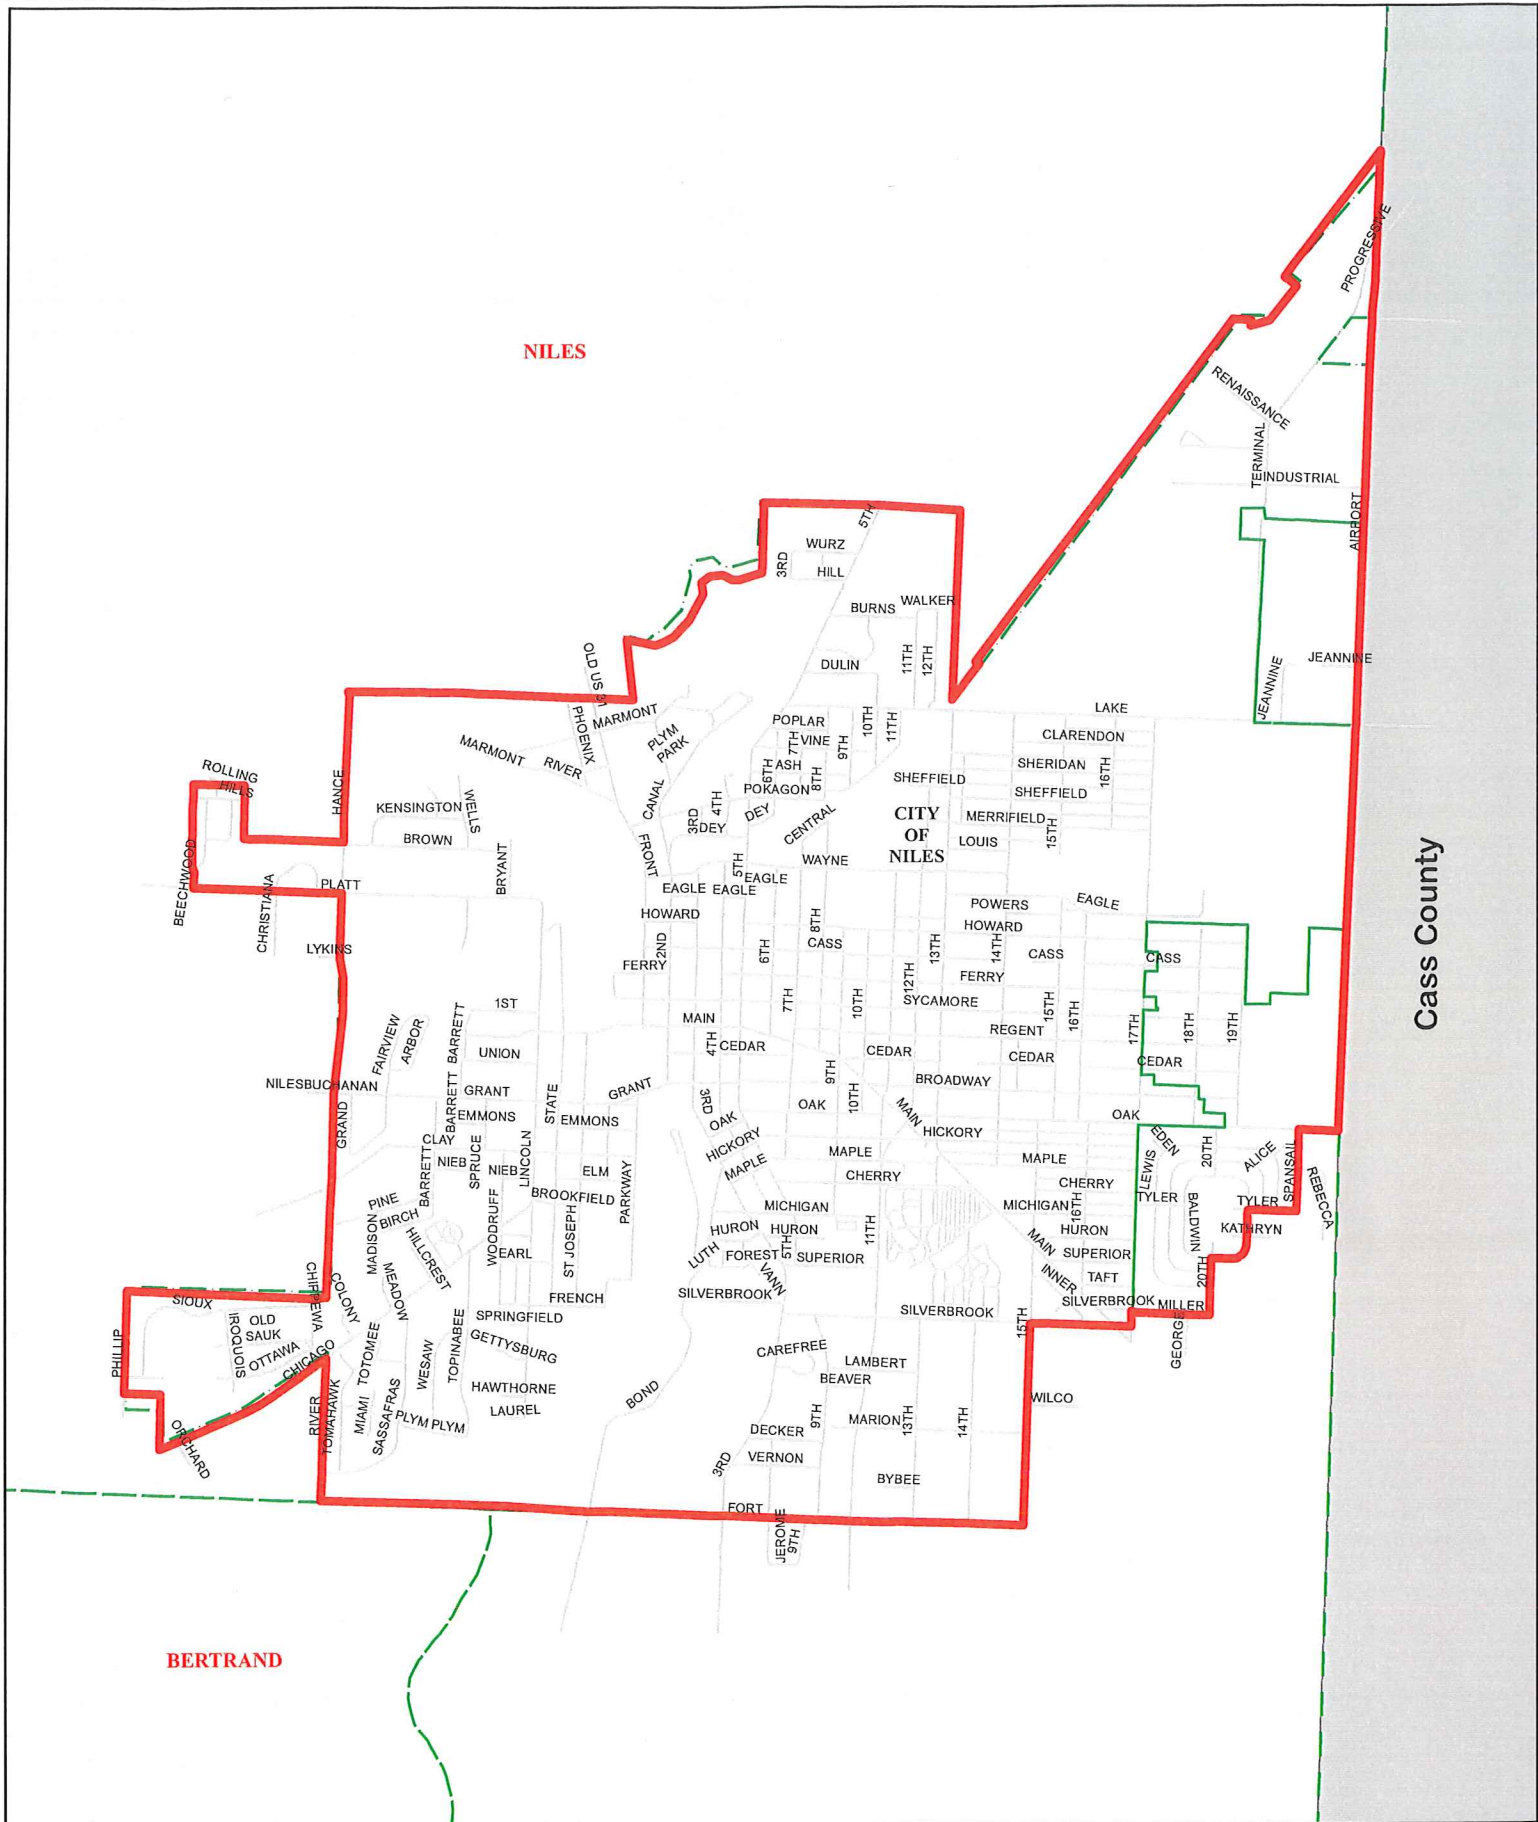 PROGRESSIVE
NILES
RENAISSANCE
TERMINAL
INDUSTRIAL
AIRPORT
5TH
WURZ
3RD
HILL
BURNS
WALKER
OLD US 31
DULIN
11TH
12TH
JEANNINE
JEANNINE
LAKE
PHOENIX
MARMONT
POPLAR
10TH
11TH
CLARENDON
PLYM
PARK
7TH
VINE
9TH
MARMONT
RIVER
ASH
SHERIDAN
16TH
ROLLING
HILLS
6TH
8TH
SHEFFIELD
HANCE
CANAL
POKAGON
SHEFFIELD
KENSINGTON
WELLS
4TH
DEY
CENTRAL
CITY
OF
NILES
MERRIFIELD
3RD
DEY
15TH
BROWN
FRONT
LOUIS
BRYANT
5TH
WAYNE
Cass County
BEECHWOOD
CHRISTIANA
PLATT
EAGLE
EAGLE
EAGLE
POWERS
EAGLE
HOWARD
8TH
HOWARD
LYKINS
2ND
6TH
CASS
13TH
14TH
CASS
CASS
FERRY
12TH
FERRY
1ST
7TH
10TH
SYCAMORE
15TH
16TH
MAIN
REGENT
17TH
18TH
19TH
FAIRVIEW
ARBOR
BARRETT
UNION
4TH
CEDAR
CEDAR
CEDAR
CEDAR
NILESBUCHANAN
GRANT
GRANT
9TH
BROADWAY
GRAND
BARRETT
EMMONS
STATE
EMMONS
3RD
OAK
OAK
10TH
MAIN
HICKORY
OAK
CLAY
HICKORY
EDEN
NIEB
SPRUCE
NIEB
LINCOLN
ELM
MAPLE
MAPLE
MAPLE
20TH
ALICE
BARRETT
BROOKFIELD
PARKWAY
CHERRY
CHERRY
LEWIS
TYLER
TYLER
SPANSAIL
REBECCA
PINE
BIRCH
WOODRUFF
MICHIGAN
MICHIGAN
16TH
BALDWIN
MADISON
HILLCREST
EARL
ST JOSEPH
HURON
HURON
11TH
HURON
KATHRYN
LUTH
FOREST
5TH
SUPERIOR
MAIN
SUPERIOR
20TH
CHIPPEWA
COLONY
MEADOW
VANN
INNER
TAFT
SIOUX
FRENCH
SILVERBROOK
SILVERBROOK
SILVERBROOK
MILLER
IROQUOIS
OLD
SAUK
SPRINGFIELD
15TH
GEORGE
PHILLIP
OTTAWA
CHICAGO
TOTOMEE
WESAW
TOPINABEE
GETTYSBURG
CAREFREE
LAMBERT
BEAVER
RIVER
TOMAHAWK
MIAMI
SASSAFRAS
HAWTHORNE
LAUREL
BOND
WILCO
ORCHARD
PLYM
PLYM
9TH
MARION
13TH
14TH
DECKER
3RD
VERNON
BYBEE
FORT
JEROME
9TH
BERTRAND